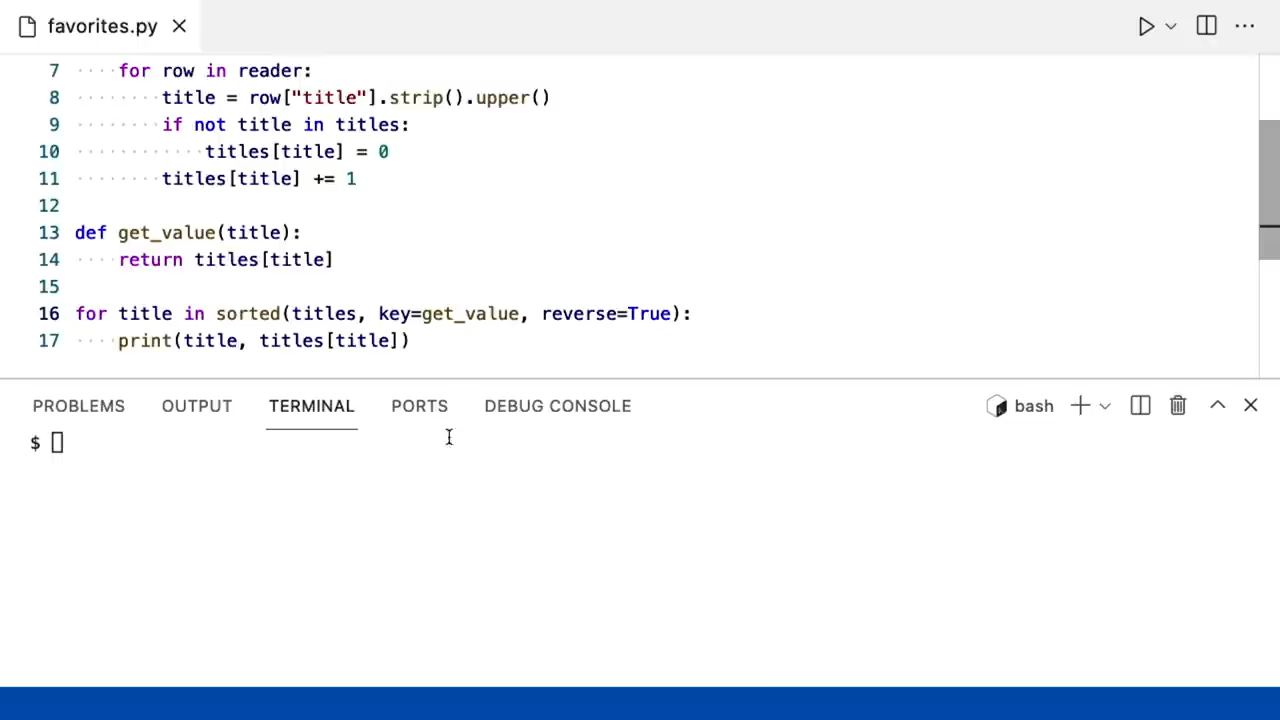 favorites.py
7 for row in reader:
8 title = row["title"].strip().upper()
9 if not title in titles:
10 titles[title] = 0
11 titles[title] += 1
12
13 def get_value(title):
14 return titles[title]
15
16 for title in sorted(titles, key=get_value, reverse=True):
17 print(title, titles[title])
PROBLEMS OUTPUT TERMINAL PORTS DEBUG CONSOLE bash
$